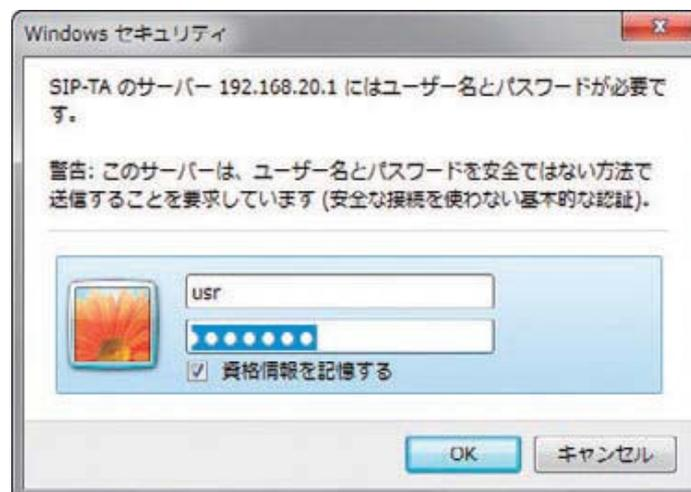 Windows セキュリティ
SIP-TA のサーバー 192.168.20.1 にはユーザー名とパスワードが必要で
す。
警告: このサーバーは、ユーザー名とパスワードを安全ではない方法で
送信することを要求しています (安全な接続を使わない基本的な認証)。
usr
●●●●●●●
資格情報を記憶する
OK
キャンセル